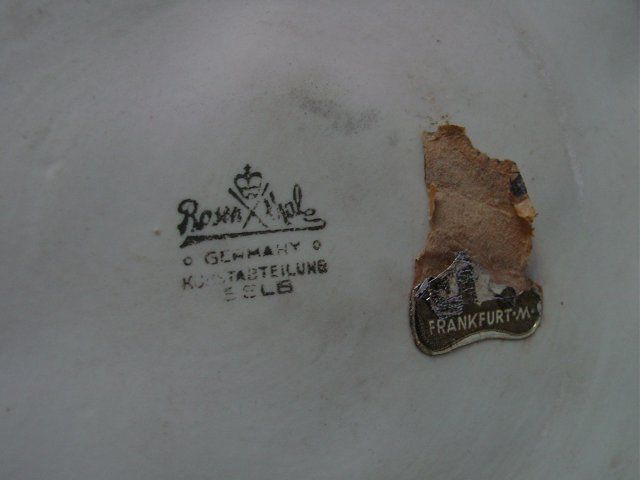 Rosenthal
GERMANY
KUNSTABTEILUNG
SELB
FRANKFURT·M·